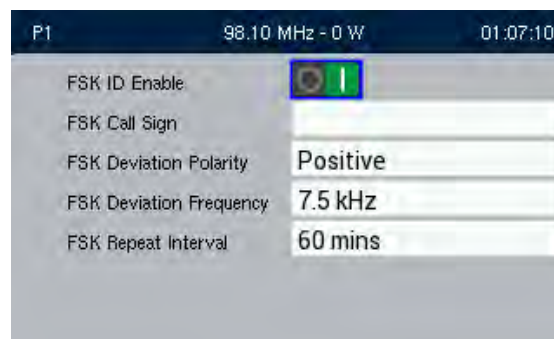 P1 98.10 MHz - 0 W 01:07:10
FSK ID Enable
FSK Call Sign
FSK Deviation Polarity Positive
FSK Deviation Frequency 7.5 kHz
FSK Repeat Interval 60 mins